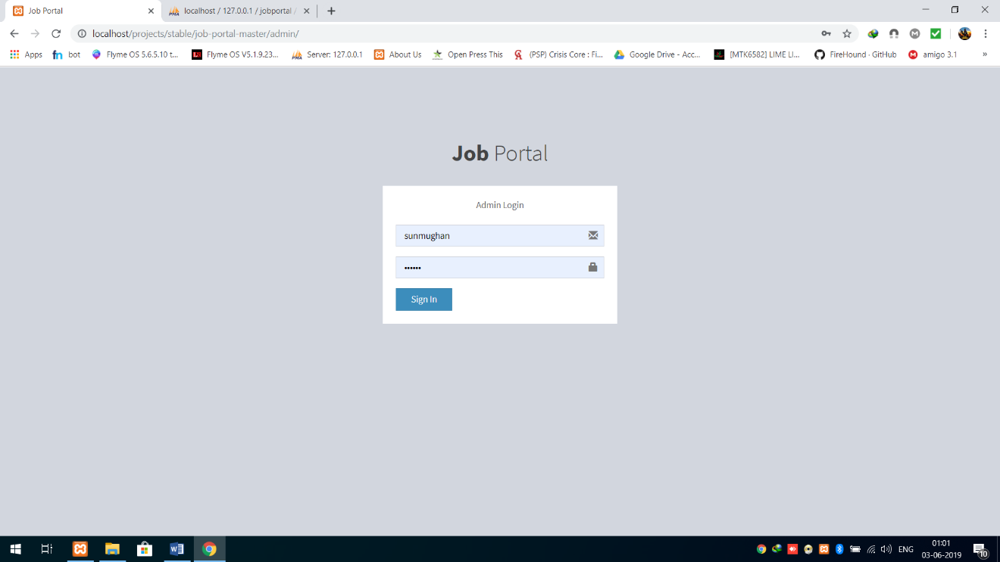 Job Portal
localhost / 127.0.0.1 / jobportal /
localhost/projects/stable/job-portal-master/admin/
Apps
bot
Flyme OS 5.6.5.10 t...
Flyme OS V5.1.9.23...
Server: 127.0.0.1
About Us
Open Press This
(PSP) Crisis Core : Fi...
Google Drive - Acc...
[MTK6582] LIME LI...
FireHound · GitHub
amigo 3.1
»
Job Portal
Admin Login
sunmughan
••••••
Sign In
ENG
01:01
03-06-2019
10